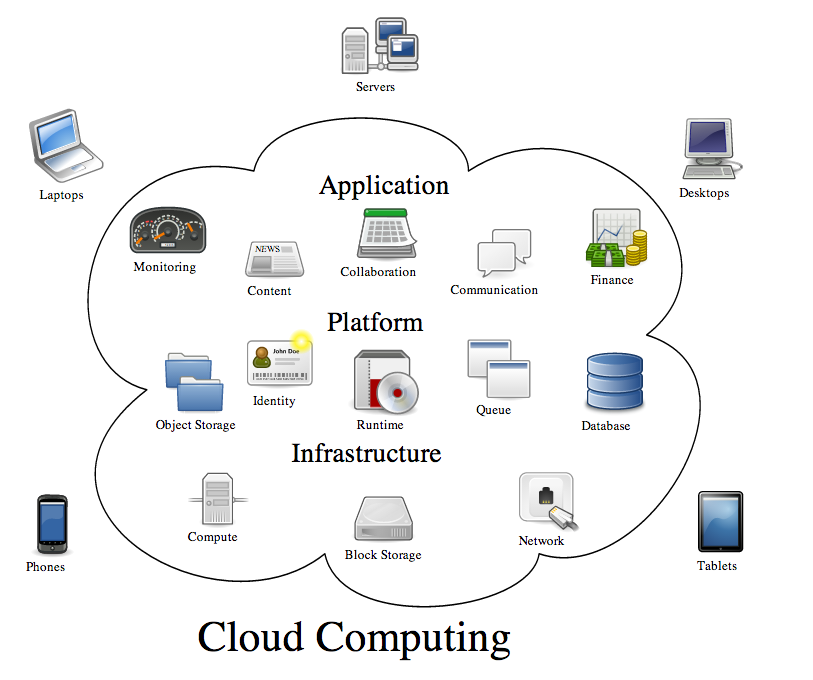 Servers
Laptops
Desktops
Application
Monitoring
NEWS
Content
Collaboration
Communication
Finance
Platform
John Doe
Object Storage
Identity
Runtime
Queue
Database
Infrastructure
Compute
Block Storage
Network
Phones
Tablets
Cloud Computing